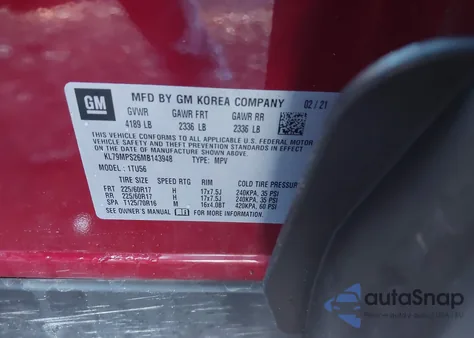 GM
MFD BY GM KOREA COMPANY 02/21
GVWR GAWR FRT GAWR RR
4189 LB 2336 LB 2336 LB
THIS VEHICLE CONFORMS TO ALL APPLICABLE U.S. FEDERAL MOTOR
VEHICLE SAFETY AND THEFT PREVENTION STANDARDS IN EFFECT
ON THE DATE OF MANUFACTURE SHOWN ABOVE.
KL79MPS26MB143948 TYPE: MPV
MODEL: 1TU56
TIRE SIZE SPEED RTG RIM COLD TIRE PRESSURE
FRT 225/60R17 H 17x7.5J 240KPA, 35 PSI
RR 225/60R17 H 17x7.5J 240KPA, 35 PSI
SPA T125/70R16 M 16x4.0BT 420KPA, 60 PSI
SEE OWNER'S MANUAL
autoSnap